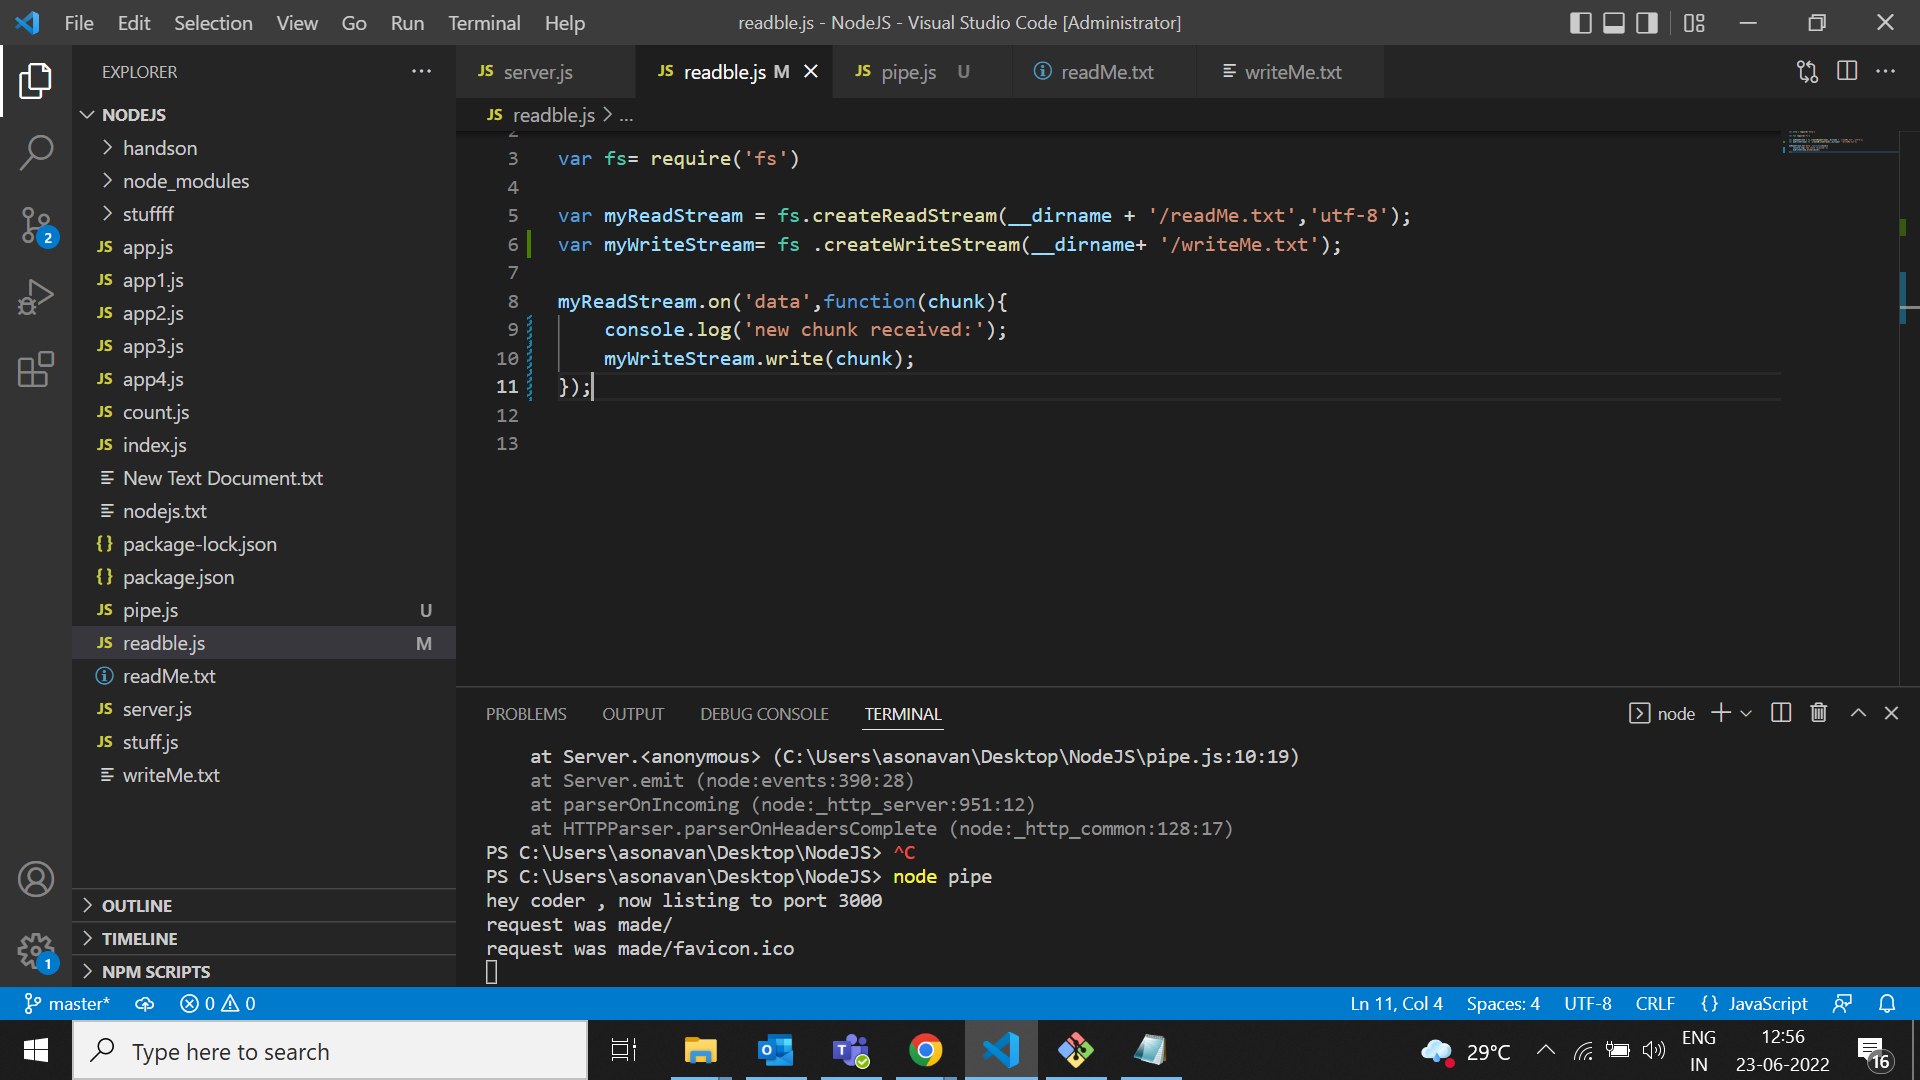 File Edit Selection View Go Run Terminal Help
readble.js - NodeJS - Visual Studio Code [Administrator]
EXPLORER
NODEJS
handson
node_modules
stuffff
JS app.js
JS app1.js
JS app2.js
JS app3.js
JS app4.js
JS count.js
JS index.js
New Text Document.txt
nodejs.txt
{} package-lock.json
{} package.json
JS pipe.js U
JS readble.js M
readMe.txt
JS server.js
JS stuff.js
writeMe.txt
OUTLINE
TIMELINE
NPM SCRIPTS
2
1
JS server.js
JS readble.js M
JS pipe.js U
readMe.txt
writeMe.txt
JS readble.js > ...
2
3 var fs= require('fs')
4
5 var myReadStream = fs.createReadStream(__dirname + '/readMe.txt','utf-8');
6 var myWriteStream= fs .createWriteStream(__dirname+ '/writeMe.txt');
7
8 myReadStream.on('data',function(chunk){
9 console.log('new chunk received:');
10 myWriteStream.write(chunk);
11 });
12
13
PROBLEMS OUTPUT DEBUG CONSOLE TERMINAL
node
at Server.<anonymous> (C:\Users\asonavan\Desktop\NodeJS\pipe.js:10:19)
at Server.emit (node:events:390:28)
at parserOnIncoming (node:_http_server:951:12)
at HTTPParser.parserOnHeadersComplete (node:_http_common:128:17)
PS C:\Users\asonavan\Desktop\NodeJS> ^C
PS C:\Users\asonavan\Desktop\NodeJS> node pipe
hey coder , now listing to port 3000
request was made/
request was made/favicon.ico
master* 0 0
Ln 11, Col 4 Spaces: 4 UTF-8 CRLF {} JavaScript
Type here to search
29°C
ENG
IN
12:56
23-06-2022
16